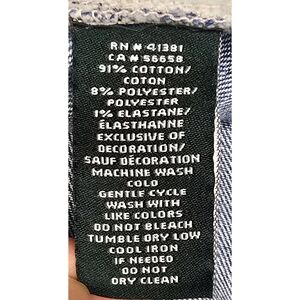 RN # 41381
CA # 56658
91% COTTON/
COTON
8% POLYESTER/
POLYESTER
1% ELASTANE/
ÉLASTHANNE
EXCLUSIVE OF
DECORATION/
SAUF DÉCORATION
MACHINE WASH
COLD
GENTLE CYCLE
WASH WITH
LIKE COLORS
DO NOT BLEACH
TUMBLE DRY LOW
COOL IRON
IF NEEDED
DO NOT
DRY CLEAN